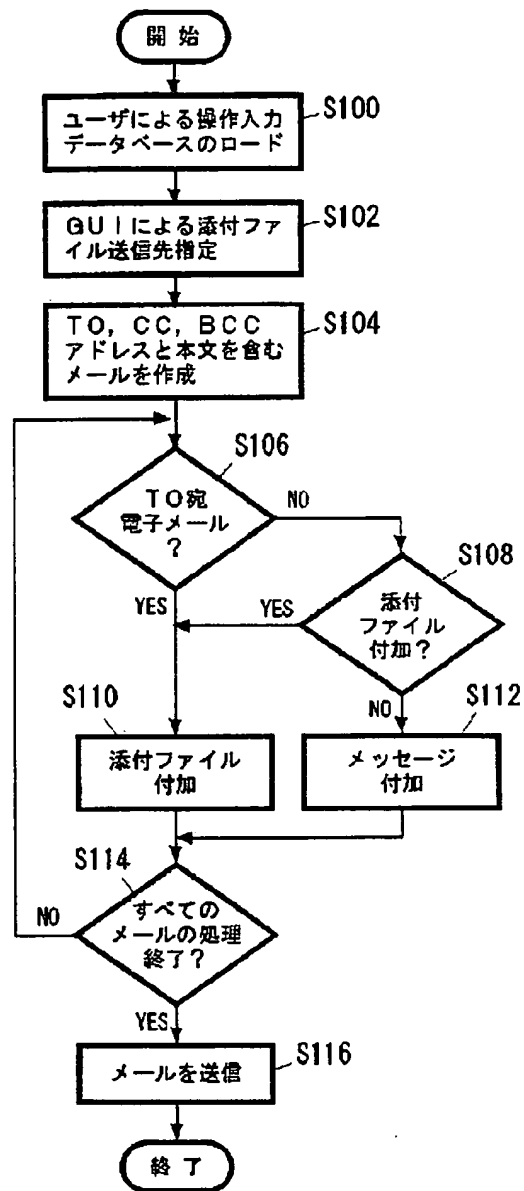 開始
S100
ユーザによる操作入力
データベースのロード
S102
GUIによる添付ファ
イル送信先指定
S104
TO, CC, BCC
アドレスと本文を含む
メールを作成
S106
TO宛
電子メール
?
NO
YES
S108
添付
ファイル
付加?
YES
NO
S110
添付ファイル
付加
S112
メッセージ
付加
S114
すべての
メールの処理
終了?
NO
YES
S116
メールを送信
終了